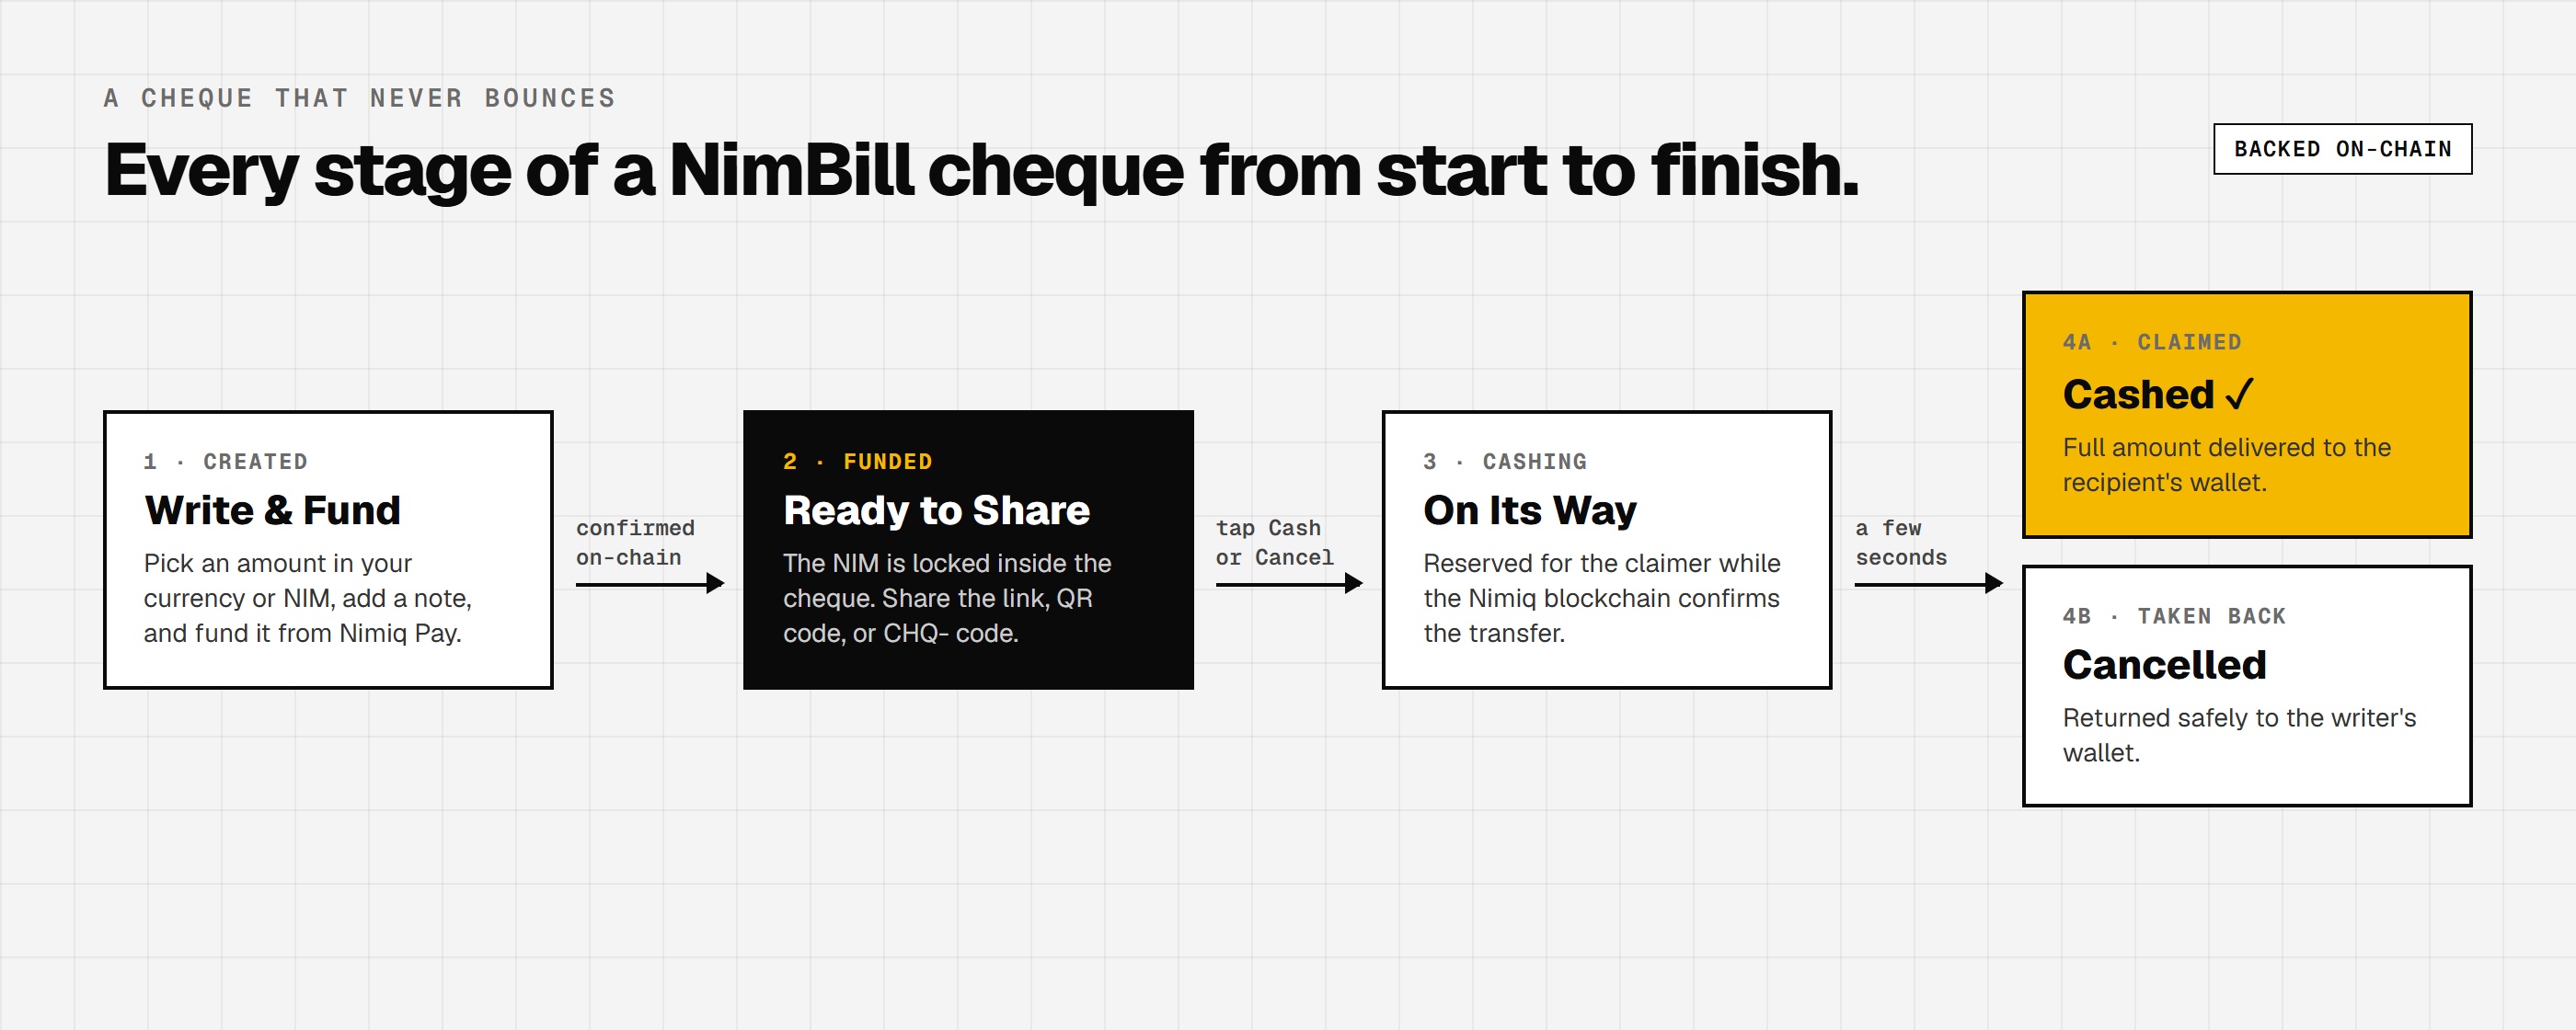 A CHEQUE THAT NEVER BOUNCES
Every stage of a NimBill cheque from start to finish.
BACKED ON-CHAIN
1 · CREATED
Write & Fund
Pick an amount in your
currency or NIM, add a note,
and fund it from Nimiq Pay.
confirmed
on-chain
2 · FUNDED
Ready to Share
The NIM is locked inside the
cheque. Share the link, QR
code, or CHQ- code.
tap Cash
or Cancel
3 · CASHING
On Its Way
Reserved for the claimer while
the Nimiq blockchain confirms
the transfer.
a few
seconds
4A · CLAIMED
Cashed ✓
Full amount delivered to the
recipient's wallet.
4B · TAKEN BACK
Cancelled
Returned safely to the writer's
wallet.